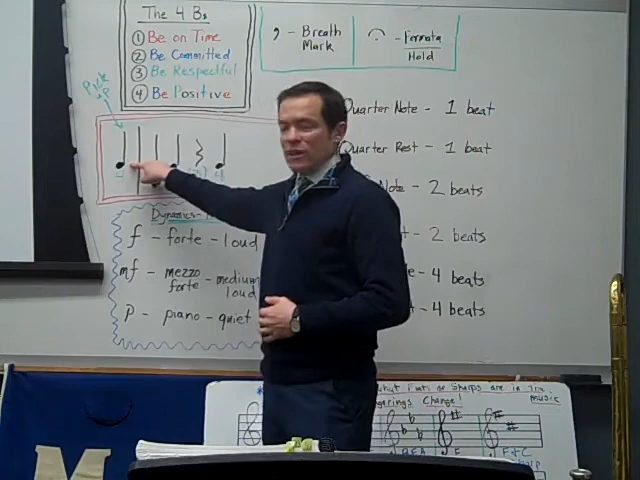 The 4 Bs
① Be on Time
② Be Committed
③ Be Respectful
④ Be Positive
, - Breath
Mark
- Fermata
Hold
Pick
up
Quarter Note - 1 beat
Quarter Rest - 1 beat
Note - 2 beats
- 2 beats
- 4 beats
- 4 beats
Dynamics-
f - forte - loud
mf - mezzo
forte - medium
loud
p - piano - quiet
what Flats or Sharps are in
music
Fingerings Change!
F
F + C
M